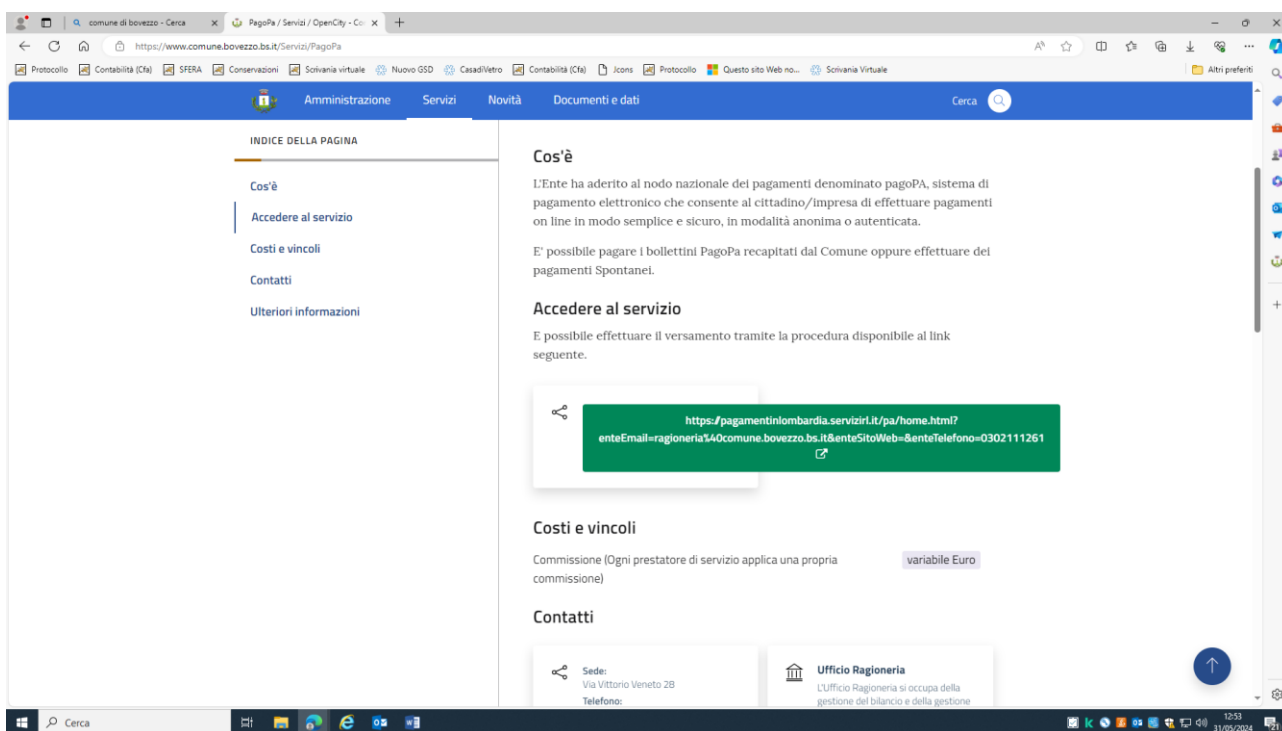 comune di bovezzo - Cerca
PagoPa / Servizi / OpenCity - Co
https://www.comune.bovezzo.bs.it/Servizi/PagoPa
Protocollo Contabilità (Cfa) SFERA Conservazioni Scrivania virtuale Nuovo GSD CasadiVetro Contabilità (Cfa) Jcons Protocollo Questo sito Web no... Scrivania Virtuale Altri preferiti
Amministrazione Servizi Novità Documenti e dati Cerca
INDICE DELLA PAGINA
Cos'è
Accedere al servizio
Costi e vincoli
Contatti
Ulteriori informazioni
Cos'è
L'Ente ha aderito al nodo nazionale dei pagamenti denominato pagoPA, sistema di
pagamento elettronico che consente al cittadino/impresa di effettuare pagamenti
on line in modo semplice e sicuro, in modalità anonima o autenticata.
E' possibile pagare i bollettini PagoPa recapitati dal Comune oppure effettuare dei
pagamenti Spontanei.
Accedere al servizio
E possibile effettuare il versamento tramite la procedura disponibile al link
seguente.
https://pagamentinlombardia.servizirl.it/pa/home.html?
enteEmail=ragioneria%40comune.bovezzo.bs.it&enteSitoWeb=&enteTelefono=0302111261
Costi e vincoli
Commissione (Ogni prestatore di servizio applica una propria
commissione)
variabile Euro
Contatti
Sede:
Via Vittorio Veneto 2B
Telefono:
Ufficio Ragioneria
L'Ufficio Ragioneria si occupa della
gestione del bilancio e della gestione
Cerca
12:53
31/05/2024